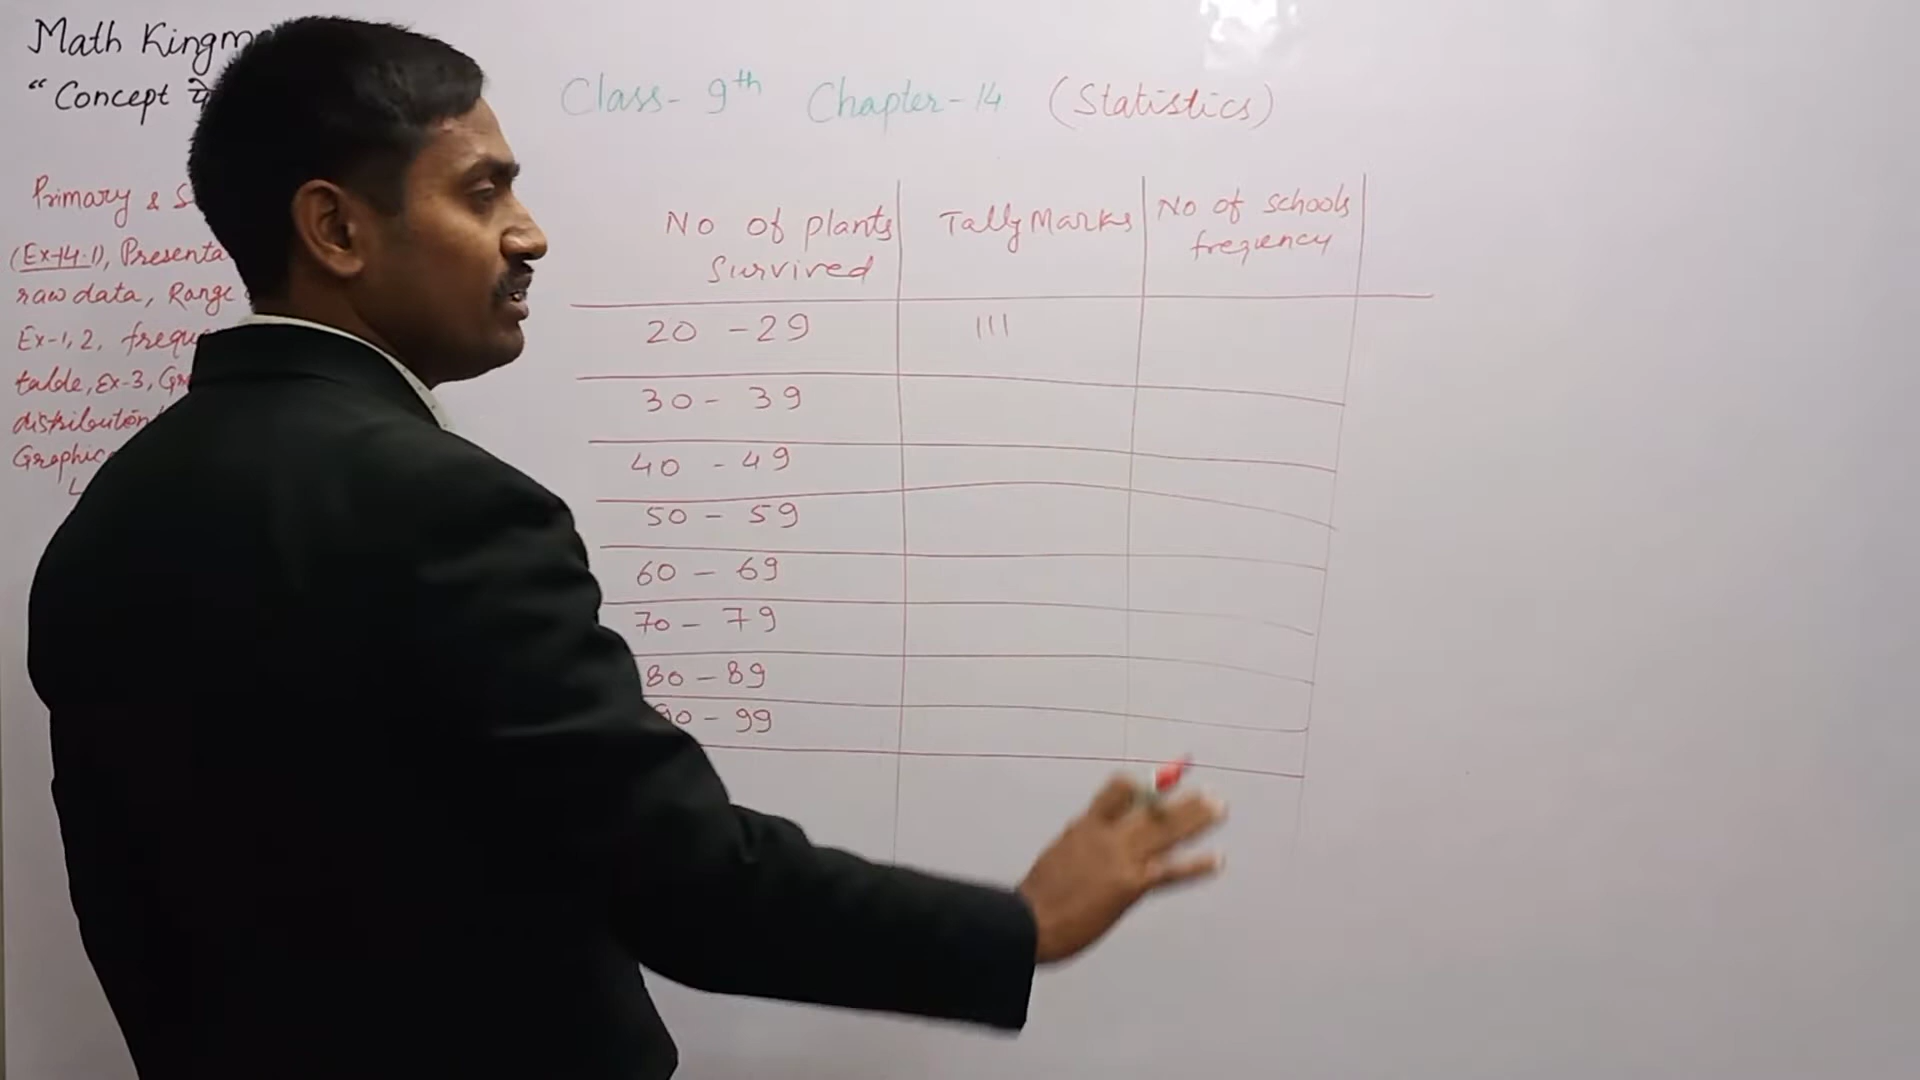 Math Kingm
"Concept पे
Class- 9th Chapter-14 (Statistics)
Primary & S
(Ex-14.1), Presenta
raw data, Range
Ex-1,2, frequ
table, Ex-3, Gr
distribution
Graphic
No of plants Survived
Tally Marks
No of schools freqiency
20 - 29 |||
30 - 39
40 - 49
50 - 59
60 - 69
70 - 79
80 - 89
90 - 99